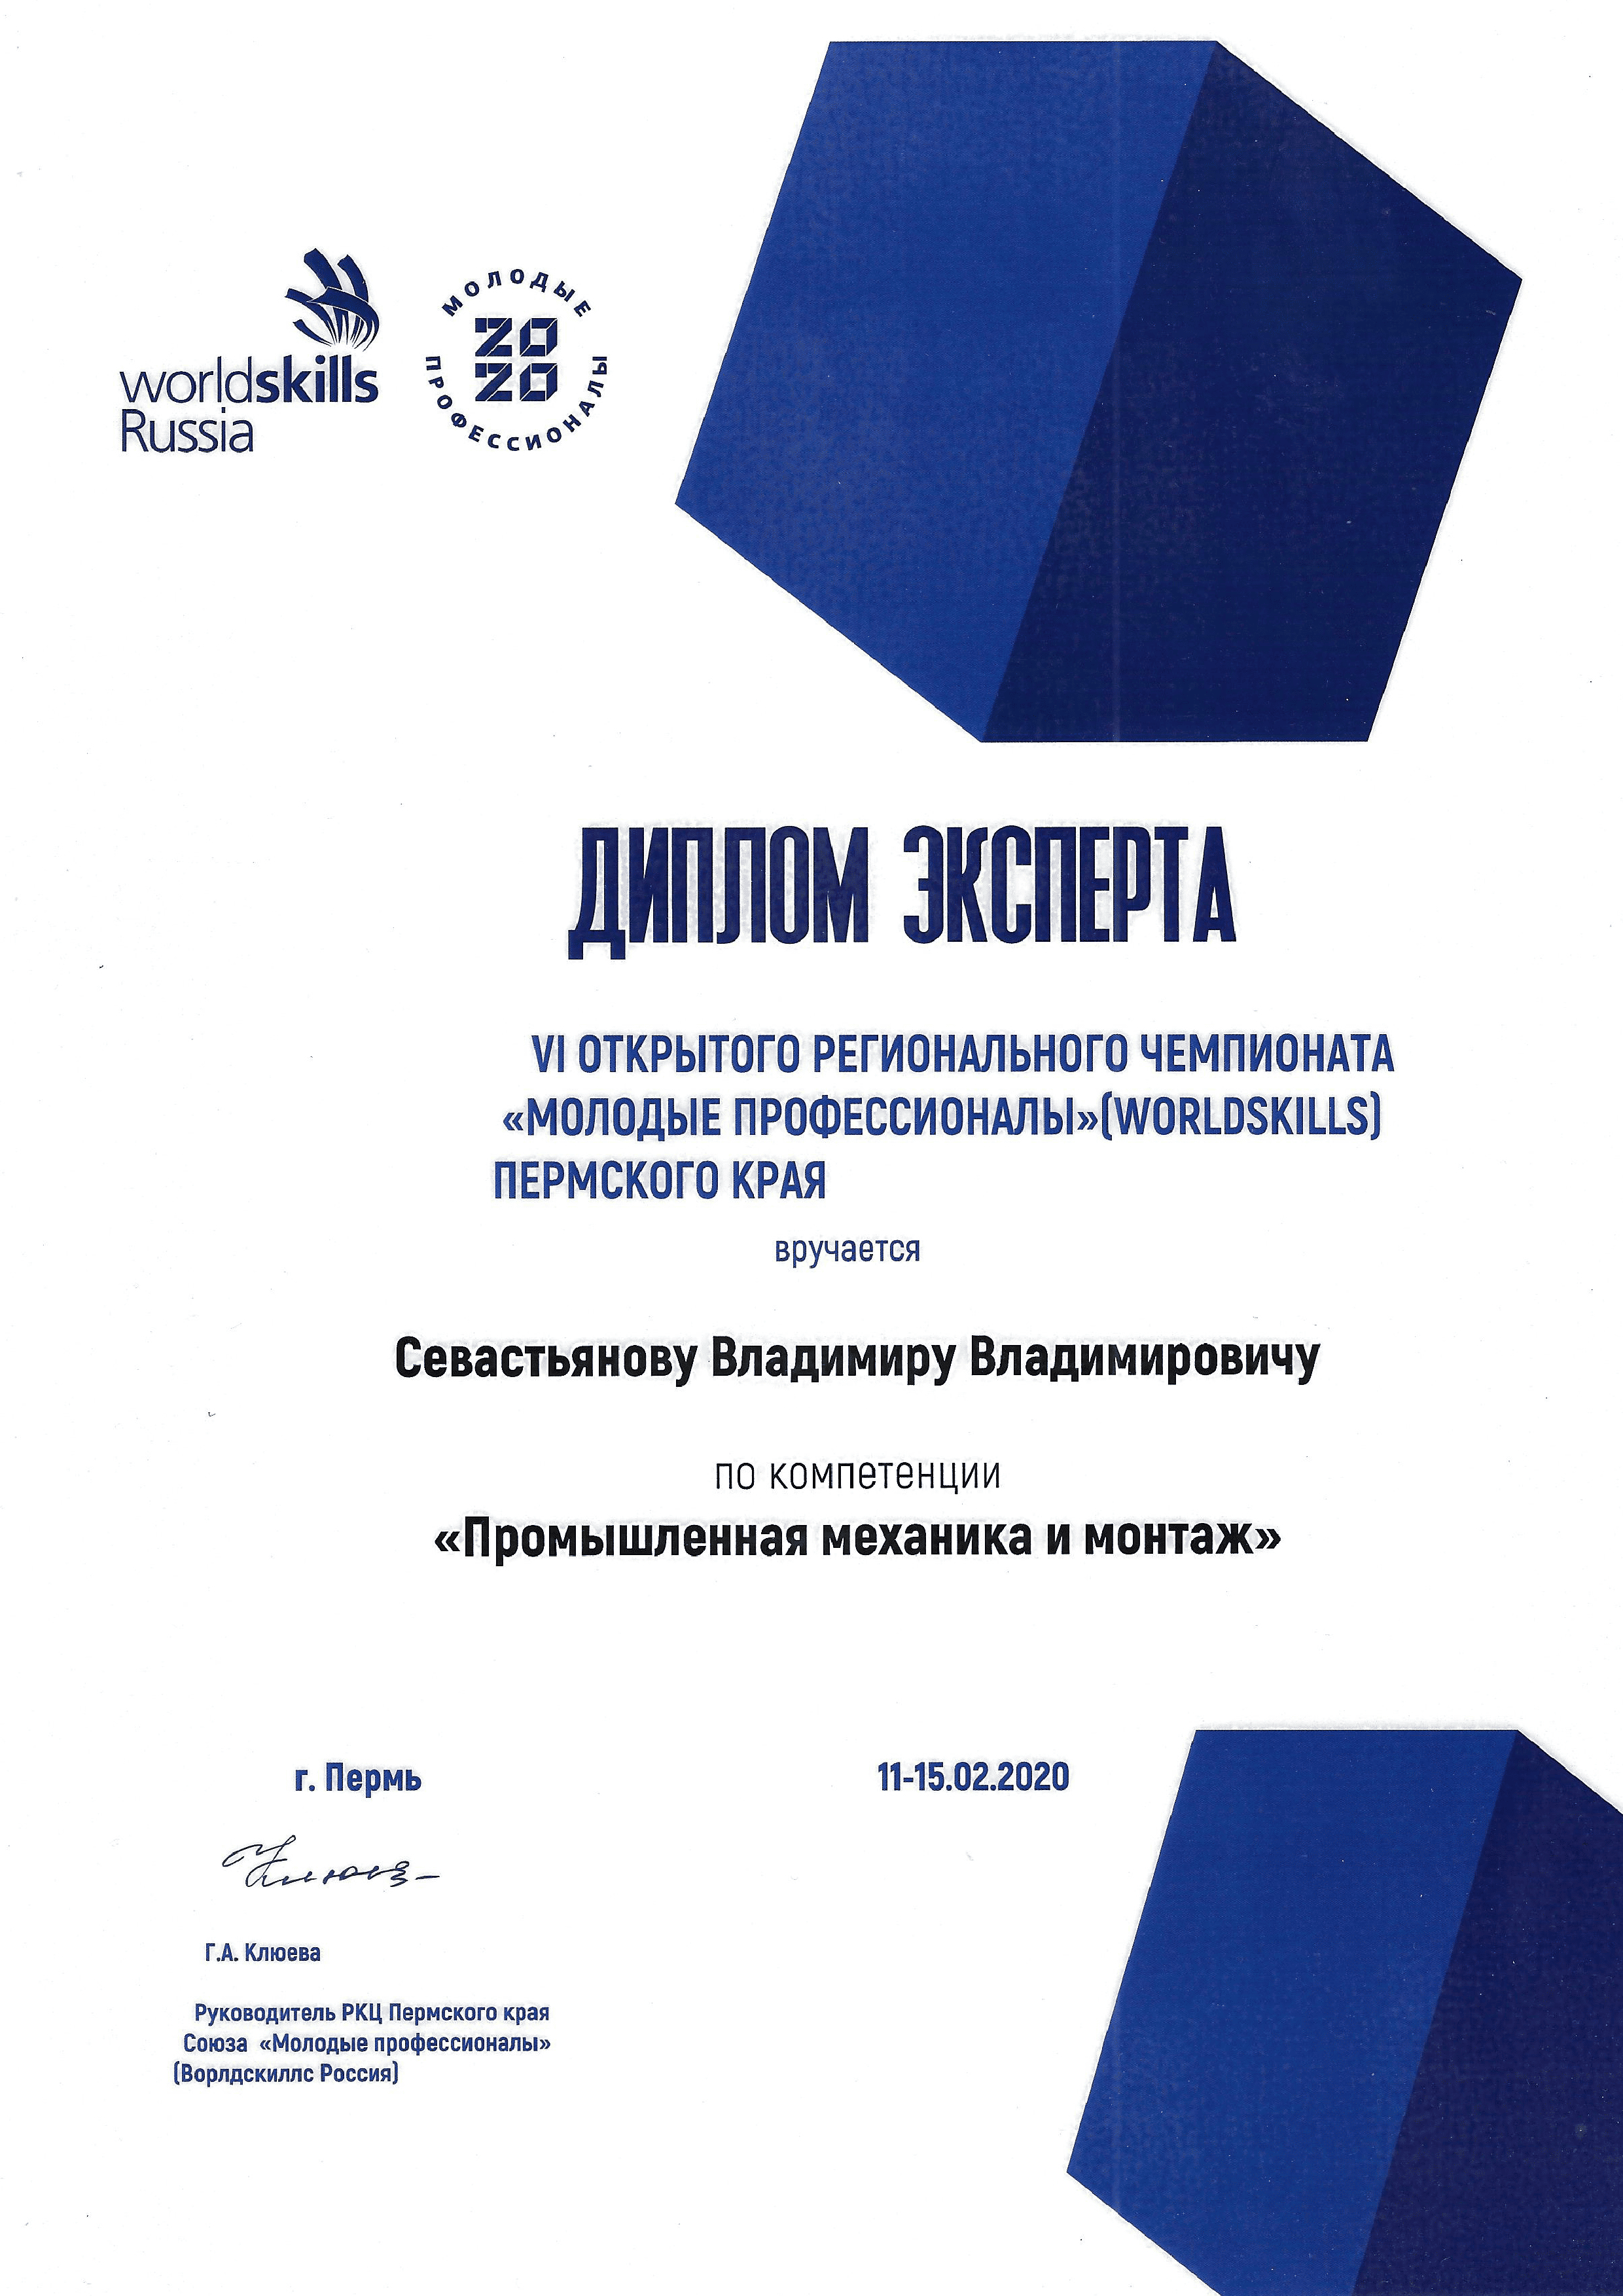 worldskills
Russia
МОЛОДЫЕ
ПРОФЕССИОНАЛЫ
20
20
ДИПЛОМ ЭКСПЕРТА
VI ОТКРЫТОГО РЕГИОНАЛЬНОГО ЧЕМПИОНАТА
«МОЛОДЫЕ ПРОФЕССИОНАЛЫ»(WORLDSKILLS)
ПЕРМСКОГО КРАЯ
вручается
Севастьянову Владимиру Владимировичу
по компетенции
«Промышленная механика и монтаж»
г. Пермь
11-15.02.2020
Клюева
Г.А. Клюева
Руководитель РКЦ Пермского края
Союза «Молодые профессионалы»
(Ворлдскиллс Россия)